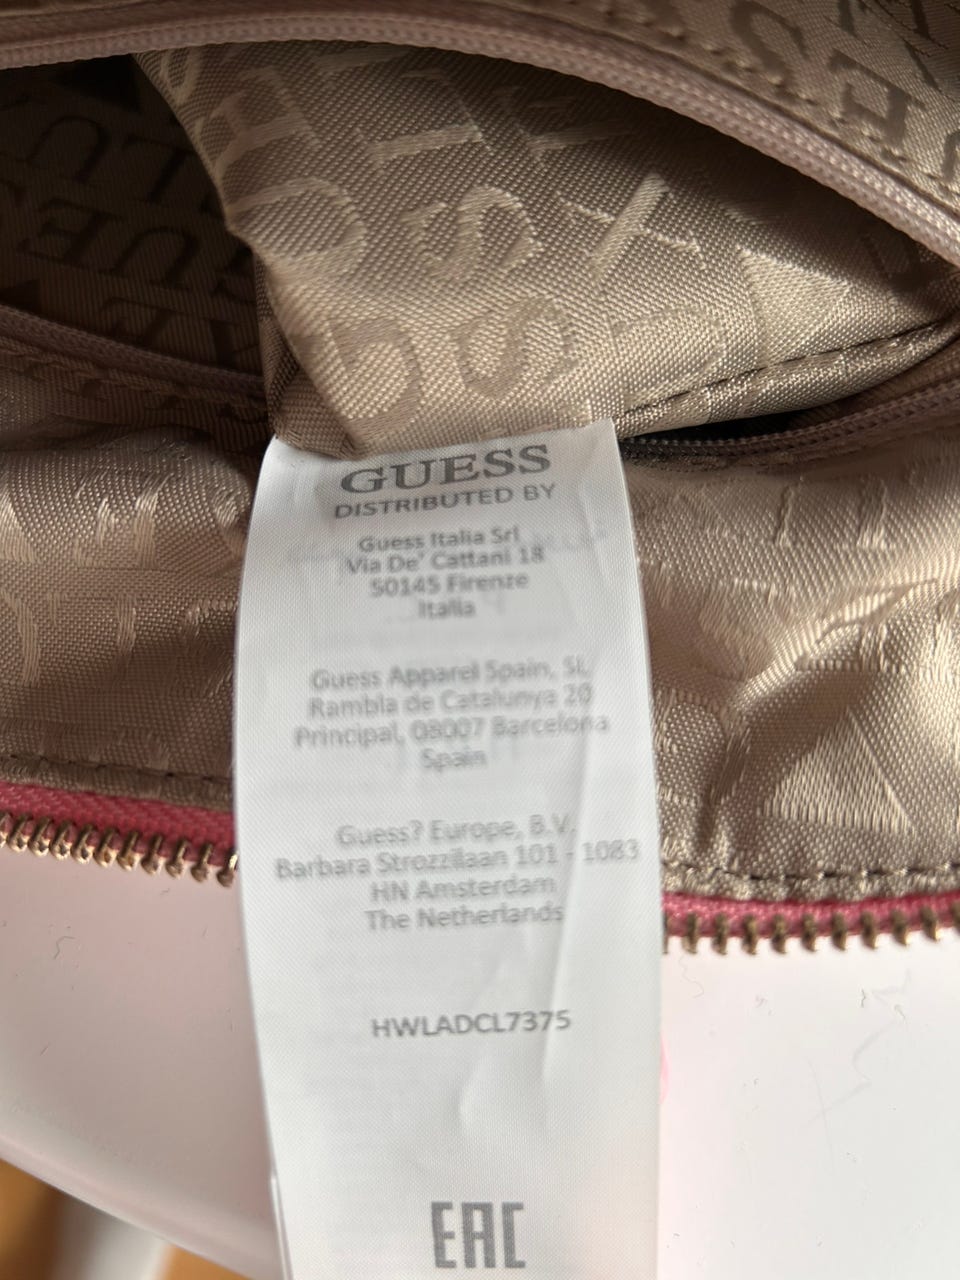 GUESS
DISTRIBUTED BY
Guess Italia Srl
Via De' Cattani 18
50145 Firenze
Italia
Guess Apparel Spain, SL
Rambla de Catalunya 20
Principal, 08007 Barcelona
Spain
Guess? Europe, B.V.
Barbara Strozzilaan 101 - 1083
HN Amsterdam
The Netherlands
HWLADCL7375
EAC